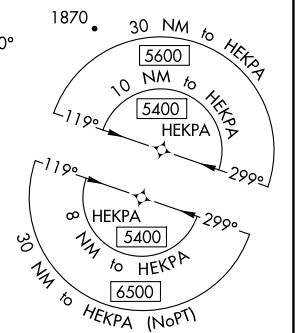 1870
0°
30 NM to HEKPA
5600
10 NM to HEKPA
5400
HEKPA
119°
299°
119°
299°
HEKPA
5400
8 NM to HEKPA
6500
30 NM to HEKPA (NoPT)